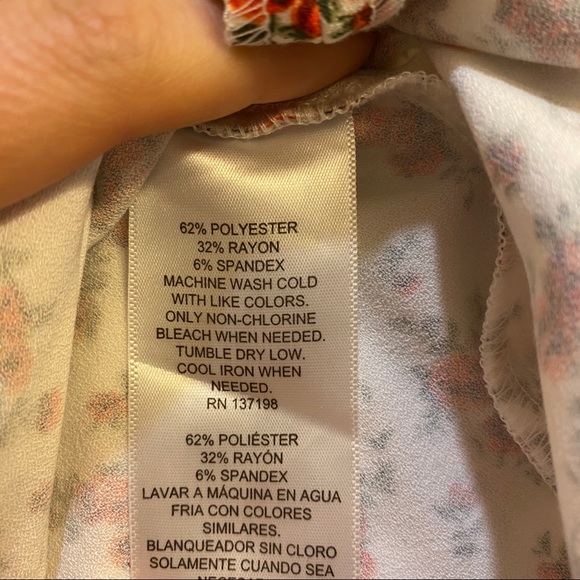 62% POLYESTER
32% RAYON
6% SPANDEX
MACHINE WASH COLD
WITH LIKE COLORS.
ONLY NON-CHLORINE
BLEACH WHEN NEEDED.
TUMBLE DRY LOW.
COOL IRON WHEN
NEEDED.
RN 137198
62% POLIÉSTER
32% RAYÓN
6% SPANDEX
LAVAR A MÁQUINA EN AGUA
FRIA CON COLORES
SIMILARES.
BLANQUEADOR SIN CLORO
SOLAMENTE CUANDO SEA